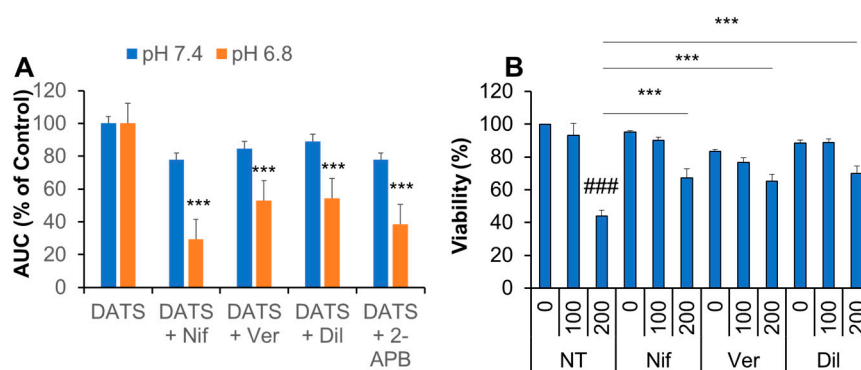 A
pH 7.4 pH 6.8
AUC (% of Control)
120
100
80
60
40
20
0
***
***
***
***
DATS DATS DATS DATS DATS
+ Nif + Ver + Dil + 2-
APB
B
Viability (%)
120
100
80
60
40
20
0
***
***
***
###
0 100 200 0 100 200 0 100 200 0 100 200
NT Nif Ver Dil